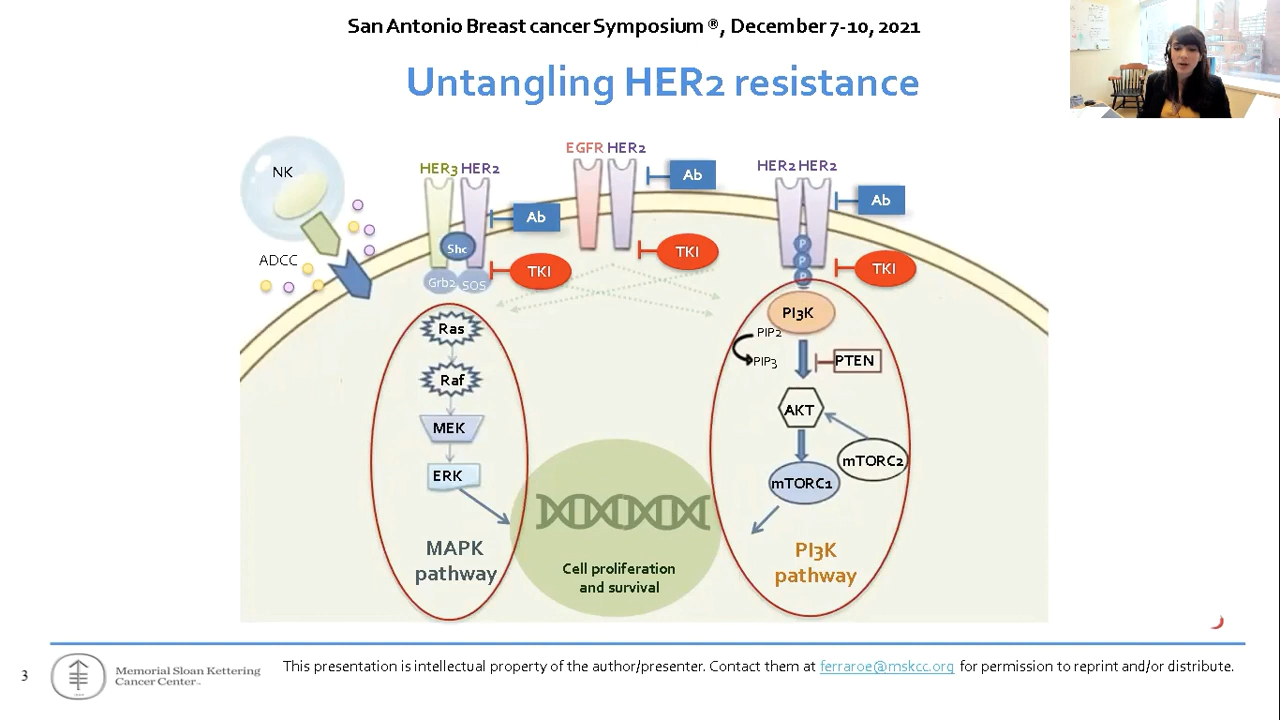 San Antonio Breast cancer Symposium ®, December 7-10, 2021
Untangling HER2 resistance
NK
ADCC
HER3 HER2
EGFR HER2
HER2 HER2
Ab
Ab
Ab
Shc
Grb2 SOS
TKI
TKI
TKI
P
P
P
Ras
Raf
MEK
ERK
MAPK
pathway
Cell proliferation
and survival
PI3K
PIP2
PIP3
PTEN
AKT
mTORC2
mTORC1
PI3K
pathway
3
Memorial Sloan Kettering
Cancer Center
This presentation is intellectual property of the author/presenter. Contact them at ferraroe@mskcc.org for permission to reprint and/or distribute.